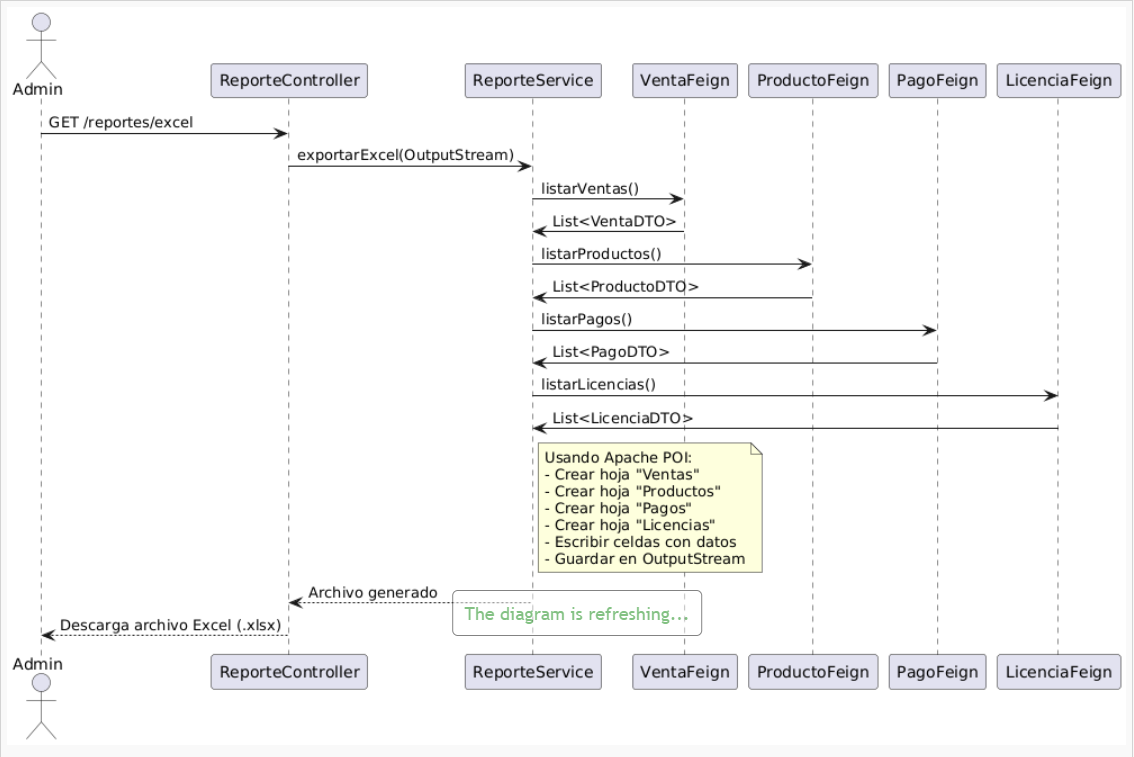 Admin
ReporteController
ReporteService
VentaFeign
ProductoFeign
PagoFeign
LicenciaFeign
GET /reportes/excel
exportarExcel(OutputStream)
listarVentas()
List<VentaDTO>
listarProductos()
List<ProductoDTO>
listarPagos()
List<PagoDTO>
listarLicencias()
List<LicenciaDTO>
Usando Apache POI:
- Crear hoja "Ventas"
- Crear hoja "Productos"
- Crear hoja "Pagos"
- Crear hoja "Licencias"
- Escribir celdas con datos
- Guardar en OutputStream
Archivo generado
The diagram is refreshing...
Descarga archivo Excel (.xlsx)
Admin
ReporteController
ReporteService
VentaFeign
ProductoFeign
PagoFeign
LicenciaFeign